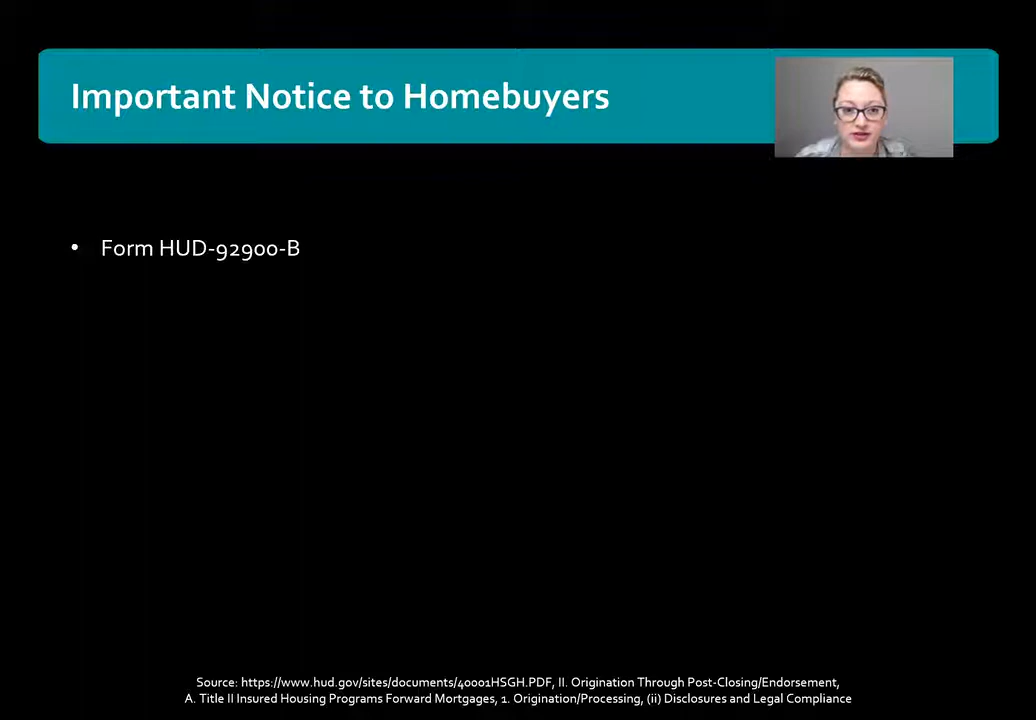 Important Notice to Homebuyers
• Form HUD-92900-B
Source: https://www.hud.gov/sites/documents/40001HSGH.PDF, II. Origination Through Post-Closing/Endorsement,
A. Title II Insured Housing Programs Forward Mortgages, 1. Origination/Processing, (ii) Disclosures and Legal Compliance